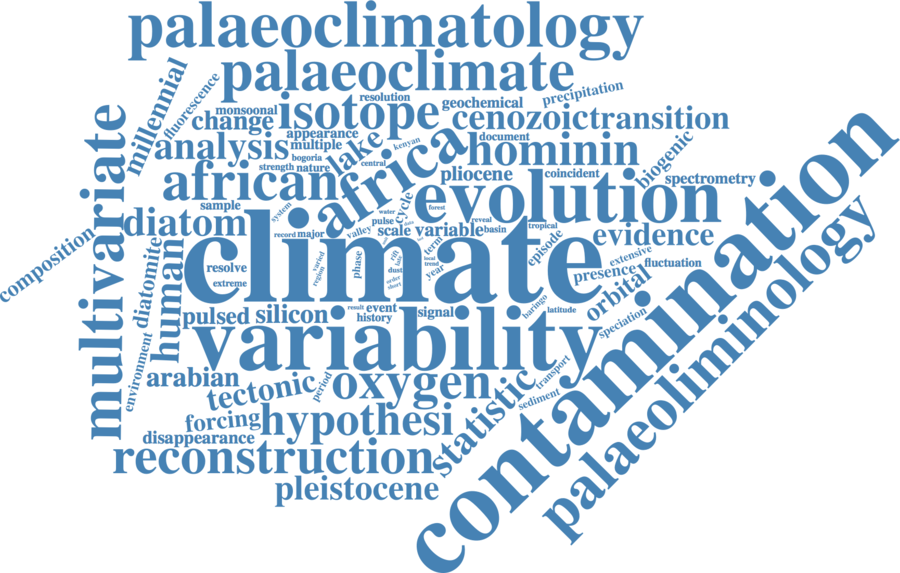 palaeoclimatology
palaeoclimate
millennial
fluorescence
monsoonal
resolution
geochemical
precipitation
change
isotope
cenozoic
transition
appearance
document
analysis
multiple
lake
kenyan
hominin
biogenic
bogoria
central
strength
nature
africa
pliocene
coincident
spectrometry
multivariate
african
evolution
sample
system
water
pulse
cycle
forest
reveal
tropical
diatom
record
major
valley
scale
variable
basin
evidence
composition
climate
term
episode
extensive
fluctuation
presence
contamination
diatomite
human
resolve
extreme
varied
region
phase
rift
late
dust
order
short
local
trend
year
orbital
baringo
latitude
speciation
palaeoliminology
pulsed
silicon
result
event
history
signal
variability
environment
arabian
tectonic
period
oxygen
statistic
transport
sediment
forcing
hypothesi
disappearance
reconstruction
pleistocene